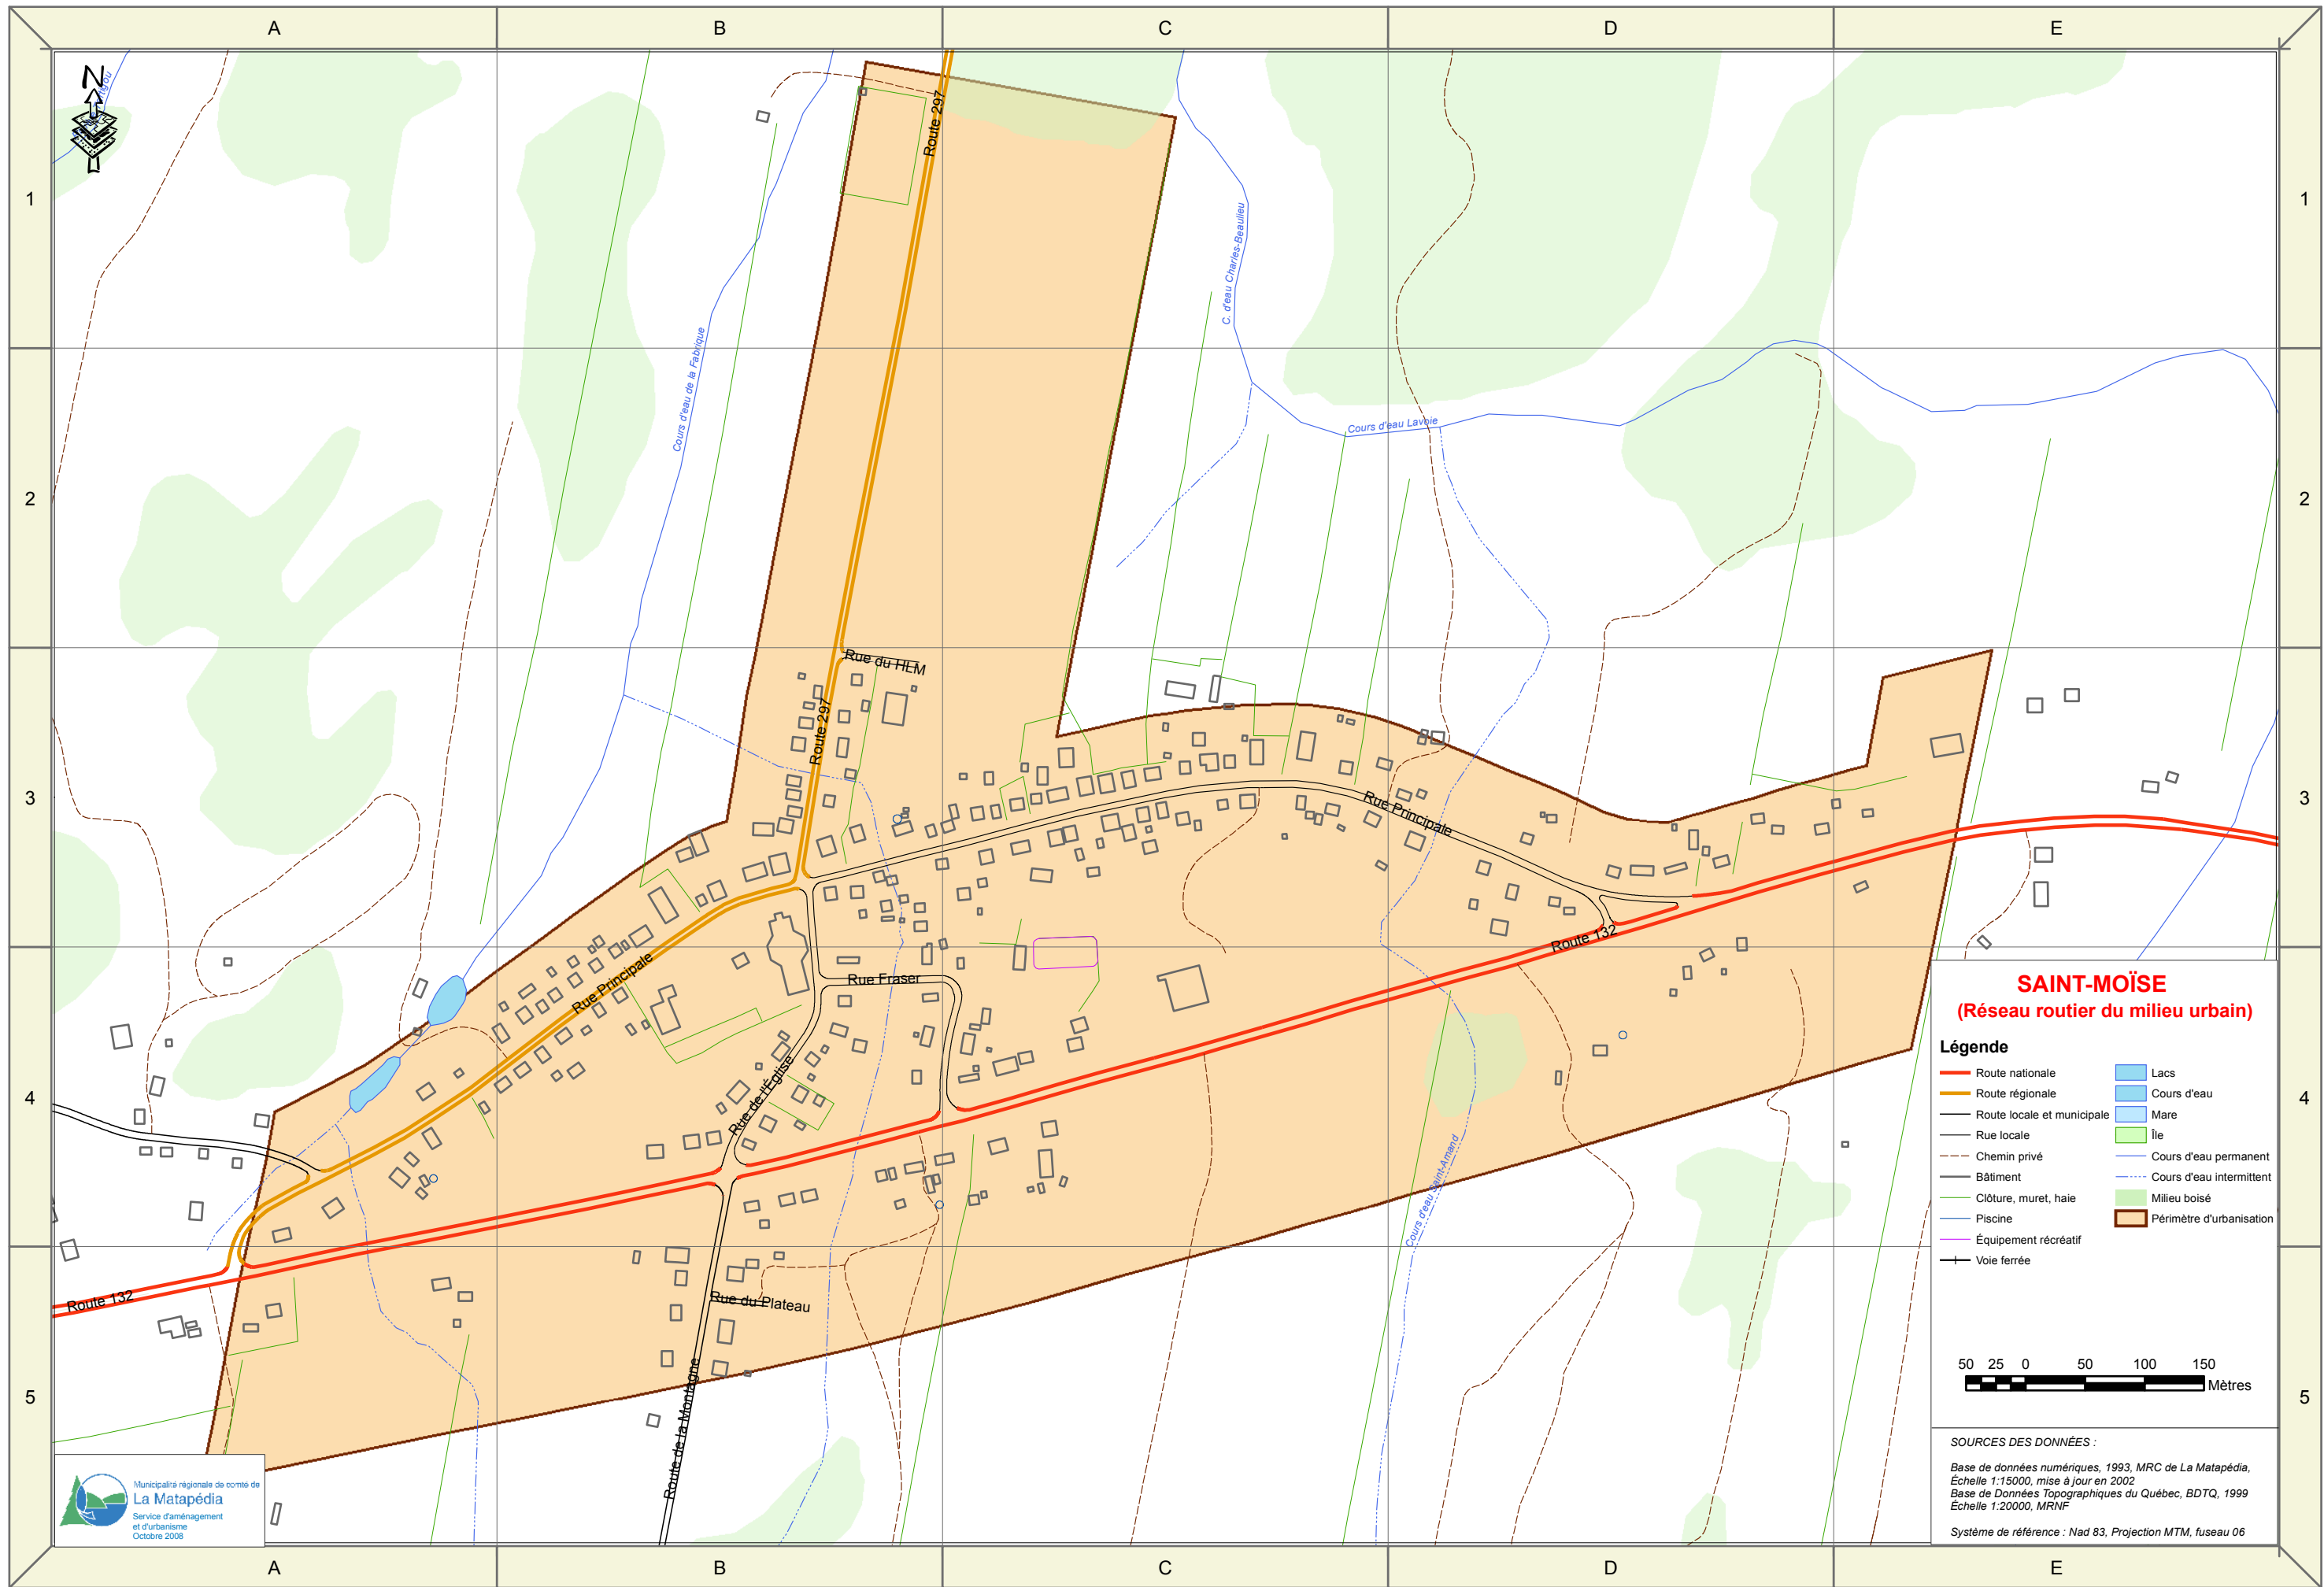 A B C D E
N
1 1
Route 297
C. d'eau Charles-Beaulieu
Cours d'eau de la Fabrique
Cours d'eau Lavoie
2 2
Rue du HLM
Route 297
3 3
Rue Principale
Route 132
Rue Principale
Rue Fraser
Rue de l'Église
4 4
Cours d'eau Saint-Amand
Route 132
Rue du Plateau
Route de la Montagne
5 5
SAINT-MOÏSE
(Réseau routier du milieu urbain)
Légende
Route nationale
Route régionale
Route locale et municipale
Rue locale
Chemin privé
Bâtiment
Clôture, muret, haie
Piscine
Équipement récréatif
Voie ferrée
Lacs
Cours d'eau
Mare
Île
Cours d'eau permanent
Cours d'eau intermittent
Milieu boisé
Périmètre d'urbanisation
50 25 0 50 100 150
Mètres
SOURCES DES DONNÉES :
Base de données numériques, 1993, MRC de La Matapédia,
Échelle 1:15000, mise à jour en 2002
Base de Données Topographiques du Québec, BDTQ, 1999
Échelle 1:20000, MRNF
Système de référence : Nad 83, Projection MTM, fuseau 06
Municipalité régionale de comté de
La Matapédia
Service d'aménagement
et d'urbanisme
Octobre 2008
A B C D E